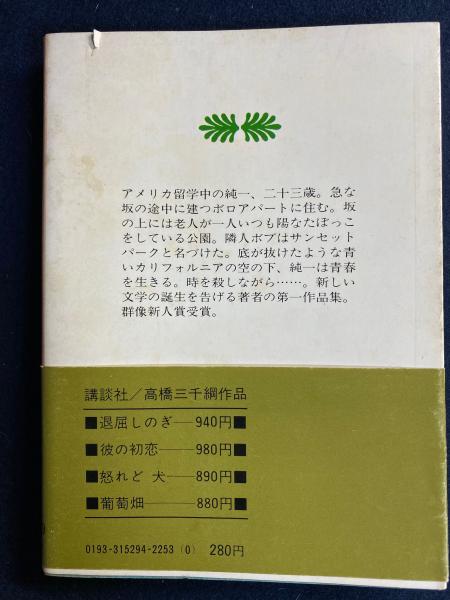 アメリカ留学中の純一、二十三歳。急な
坂の途中に建つボロアパートに住む。坂
の上には老人が一人いつも陽なたぼっこ
をしている公園。隣人ボブはサンセット
パークと名づけた。底が抜けたような青
いカリフォルニアの空の下、純一は青春
を生きる。時を殺しながら……。新しい
文学の誕生を告げる著者の第一作品集。
群像新人賞受賞。
講談社/高橋三千綱作品
■退屈しのぎ——940円■
■彼の初恋——980円■
■怒れど 犬——890円■
■葡萄畑———880円■
0193-315294-2253 (0) 280円